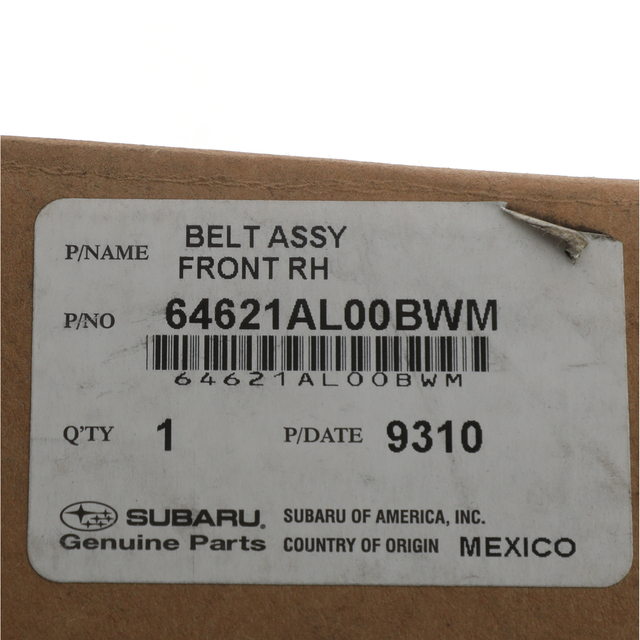 P/NAME BELT ASSY
FRONT RH
P/NO 64621AL00BWM
64621AL00BWM
Q'TY 1 P/DATE 9310
SUBARU. SUBARU OF AMERICA, INC.
Genuine Parts COUNTRY OF ORIGIN MEXICO